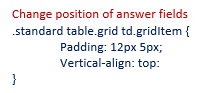 Change position of answer fields
.standard table.grid td.gridItem {
Padding: 12px 5px;
Vertical-align: top:
}